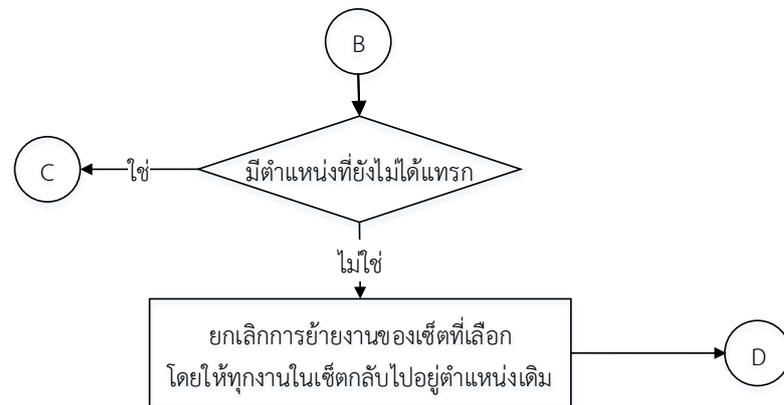 B
มีตำแหน่งที่ยังไม่ได้แทรก
ใช่
C
ไม่ใช่
ยกเลิกการย้ายงานของเซ็ตที่เลือก
โดยให้ทุกงานในเซ็ตกลับไปอยู่ตำแหน่งเดิม
D